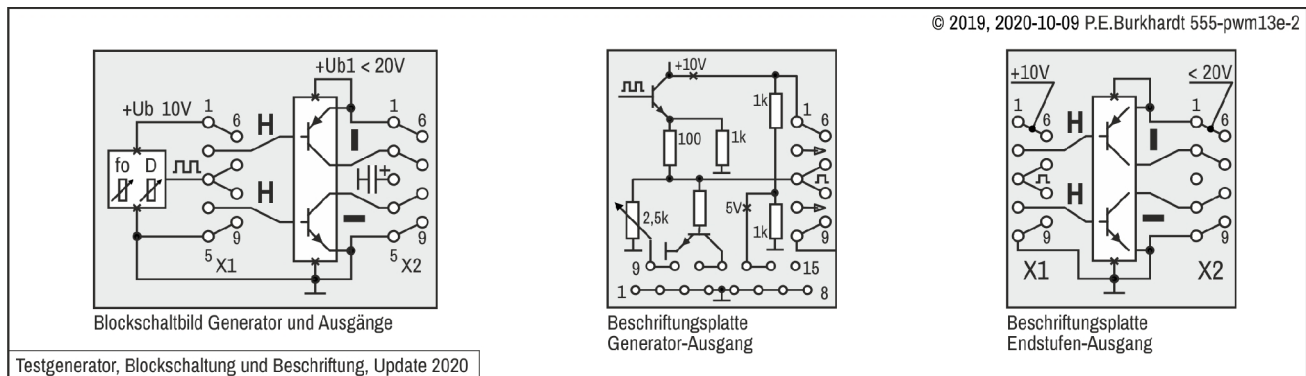 © 2019, 2020-10-09 P.E.Burkhardt 555-pwm13e-2
+Ub1 < 20V
+Ub 10V
1
6
H
I
1
6
fo D
H
+
9
5
X1
9
5
X2
Blockschaltbild Generator und Ausgänge
+10V
1k
1
6
100
1k
2,5k
5V
1k
9
9
15
1
8
Beschriftungsplatte
Generator-Ausgang
+10V
< 20V
1
6
H
I
1
6
H
9
9
X1
X2
Beschriftungsplatte
Endstufen-Ausgang
Testgenerator, Blockschaltung und Beschriftung, Update 2020